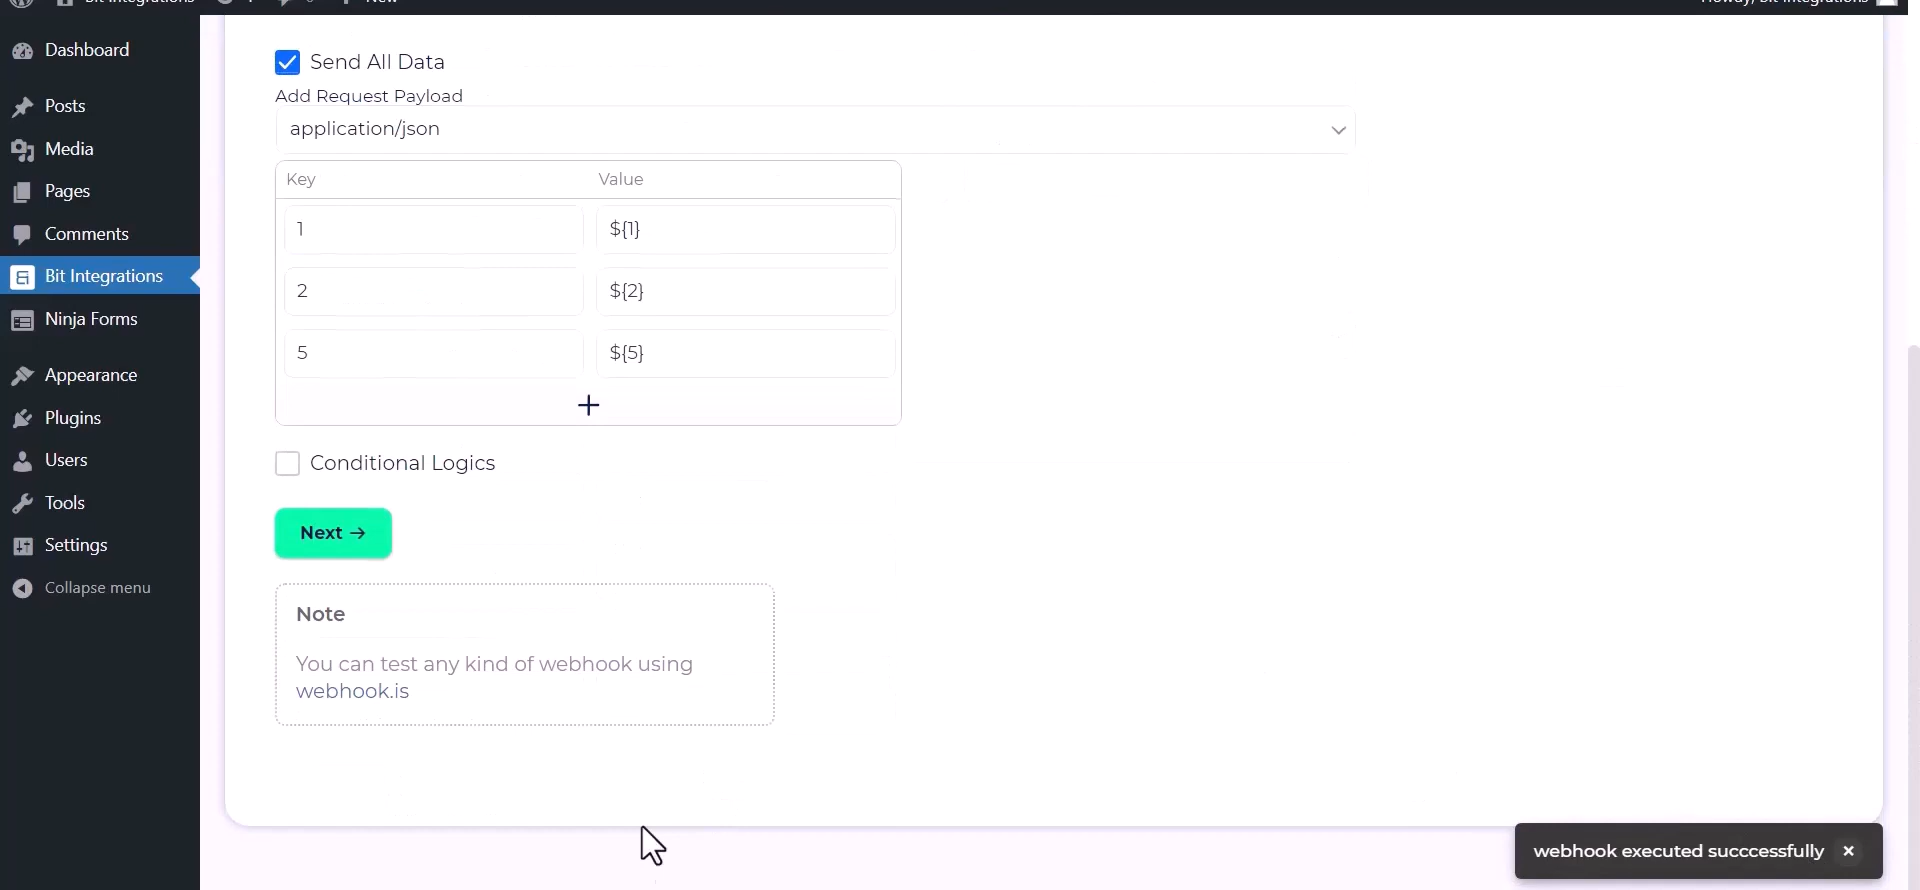 New
Dashboard
Posts
Media
Pages
Comments
Bit Integrations
Ninja Forms
Appearance
Plugins
Users
Tools
Settings
Collapse menu
Send All Data
Add Request Payload
application/json
Key Value
1 ${1}
2 ${2}
5 ${5}
+
Conditional Logics
Next →
Note
You can test any kind of webhook using
webhook.is
webhook executed succcessfully ×